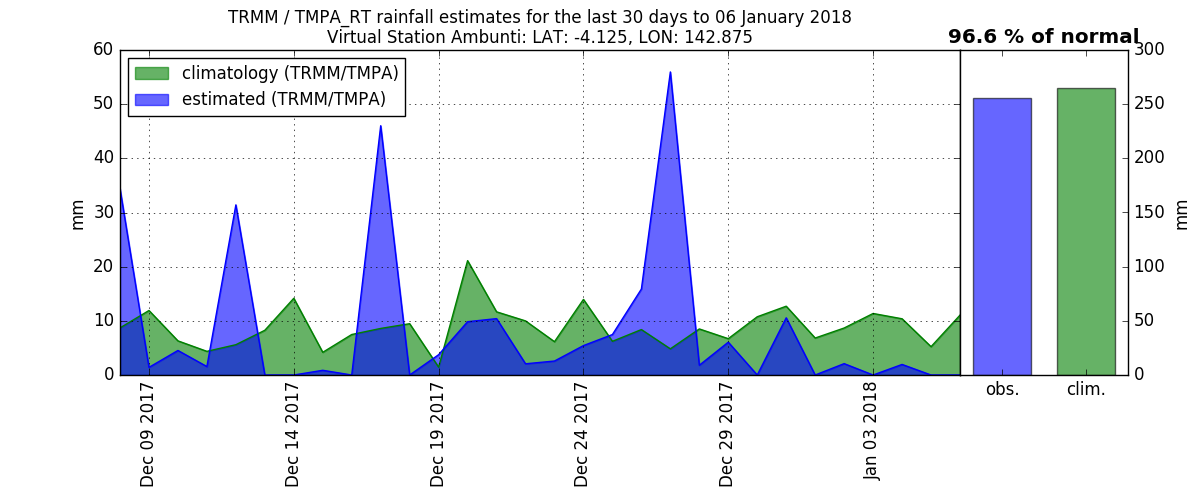 TRMM / TMPA_RT rainfall estimates for the last 30 days to 06 January 2018
Virtual Station Ambunti: LAT: -4.125, LON: 142.875
96.6 % of normal
climatology (TRMM/TMPA)
estimated (TRMM/TMPA)
60
50
40
30
20
10
0
mm
Dec 09 2017
Dec 14 2017
Dec 19 2017
Dec 24 2017
Dec 29 2017
Jan 03 2018
obs.
clim.
300
250
200
150
100
50
0
mm